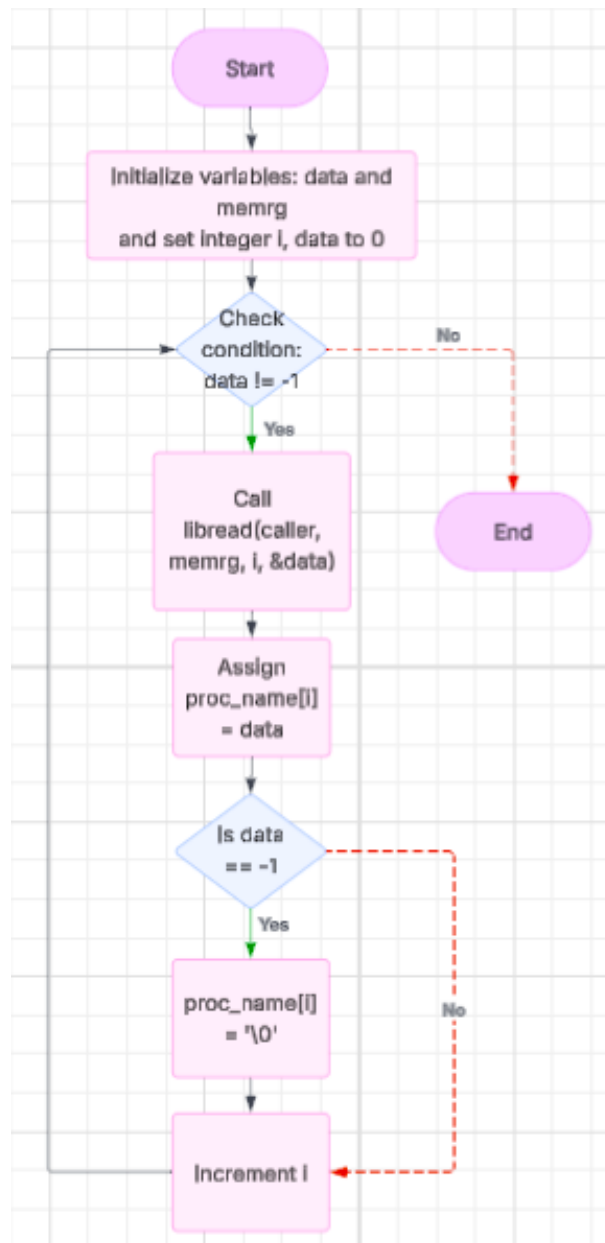 Start
Initialize variables: data and
memrg
and set integer i, data to 0
Check
condition:
data != -1
No
Yes
Call
libread(caller,
memrg, i, &data)
End
Assign
proc_name[i]
= data
Is data
== -1
Yes
proc_name[i]
= '\0'
No
Increment i